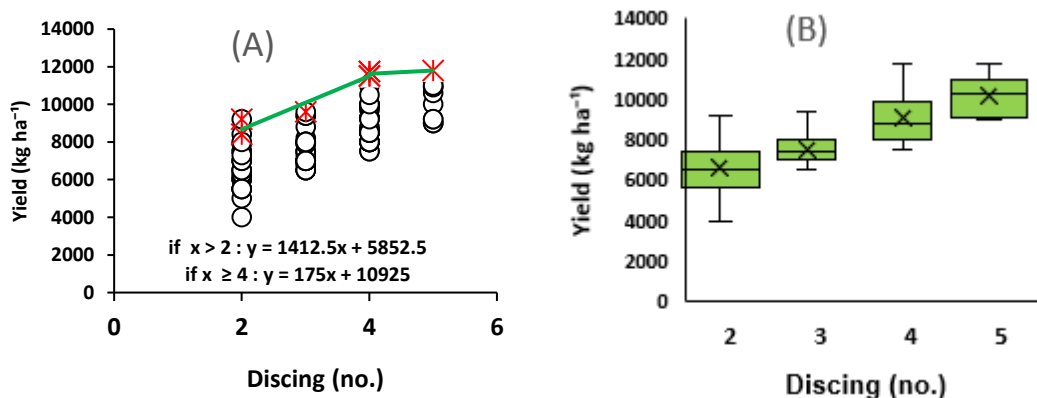 (A)
14000
12000
10000
8000
6000
4000
2000
0
Yield (kg ha⁻¹)
if x > 2 : y = 1412.5x + 5852.5
if x ≥ 4 : y = 175x + 10925
0 2 4 6
Discing (no.)
(B)
14000
12000
10000
8000
6000
4000
2000
0
Yield (kg ha⁻¹)
2 3 4 5
Discing (no.)